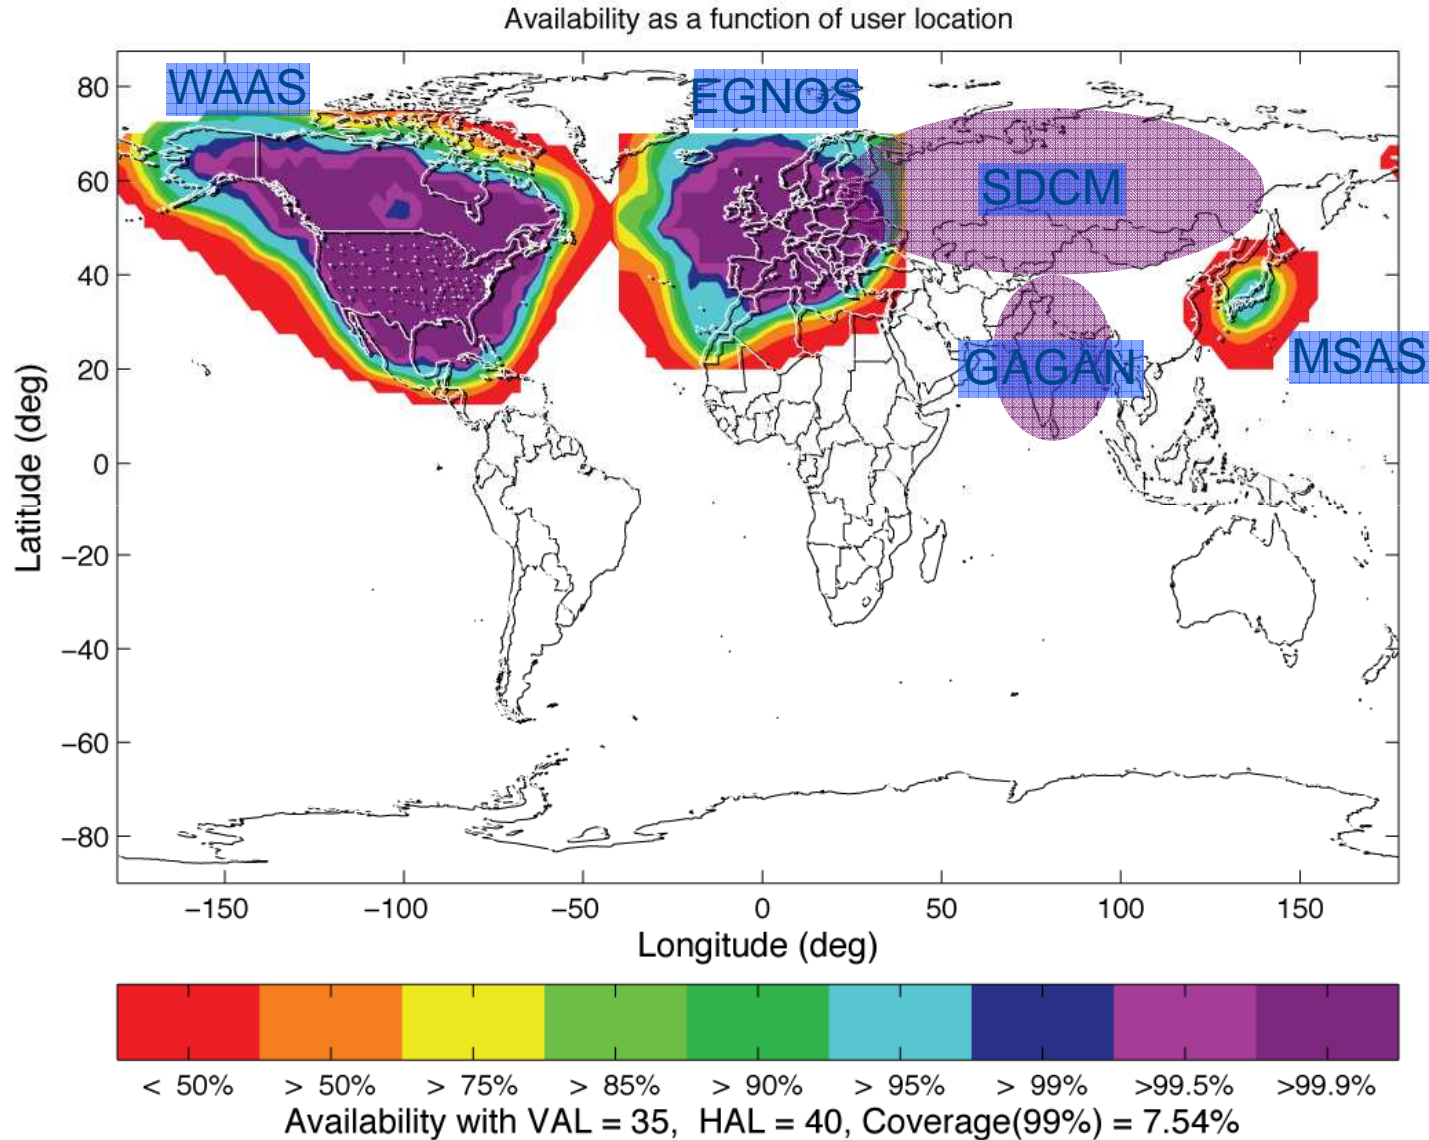 Availability as a function of user location
WAAS
EGNOS
SDCM
GAGAN
MSAS
80
60
40
20
0
−20
−40
−60
−80
Latitude (deg)
−150 −100 −50 0 50 100 150
Longitude (deg)
< 50% > 50% > 75% > 85% > 90% > 95% > 99% >99.5% >99.9%
Availability with VAL = 35, HAL = 40, Coverage(99%) = 7.54%